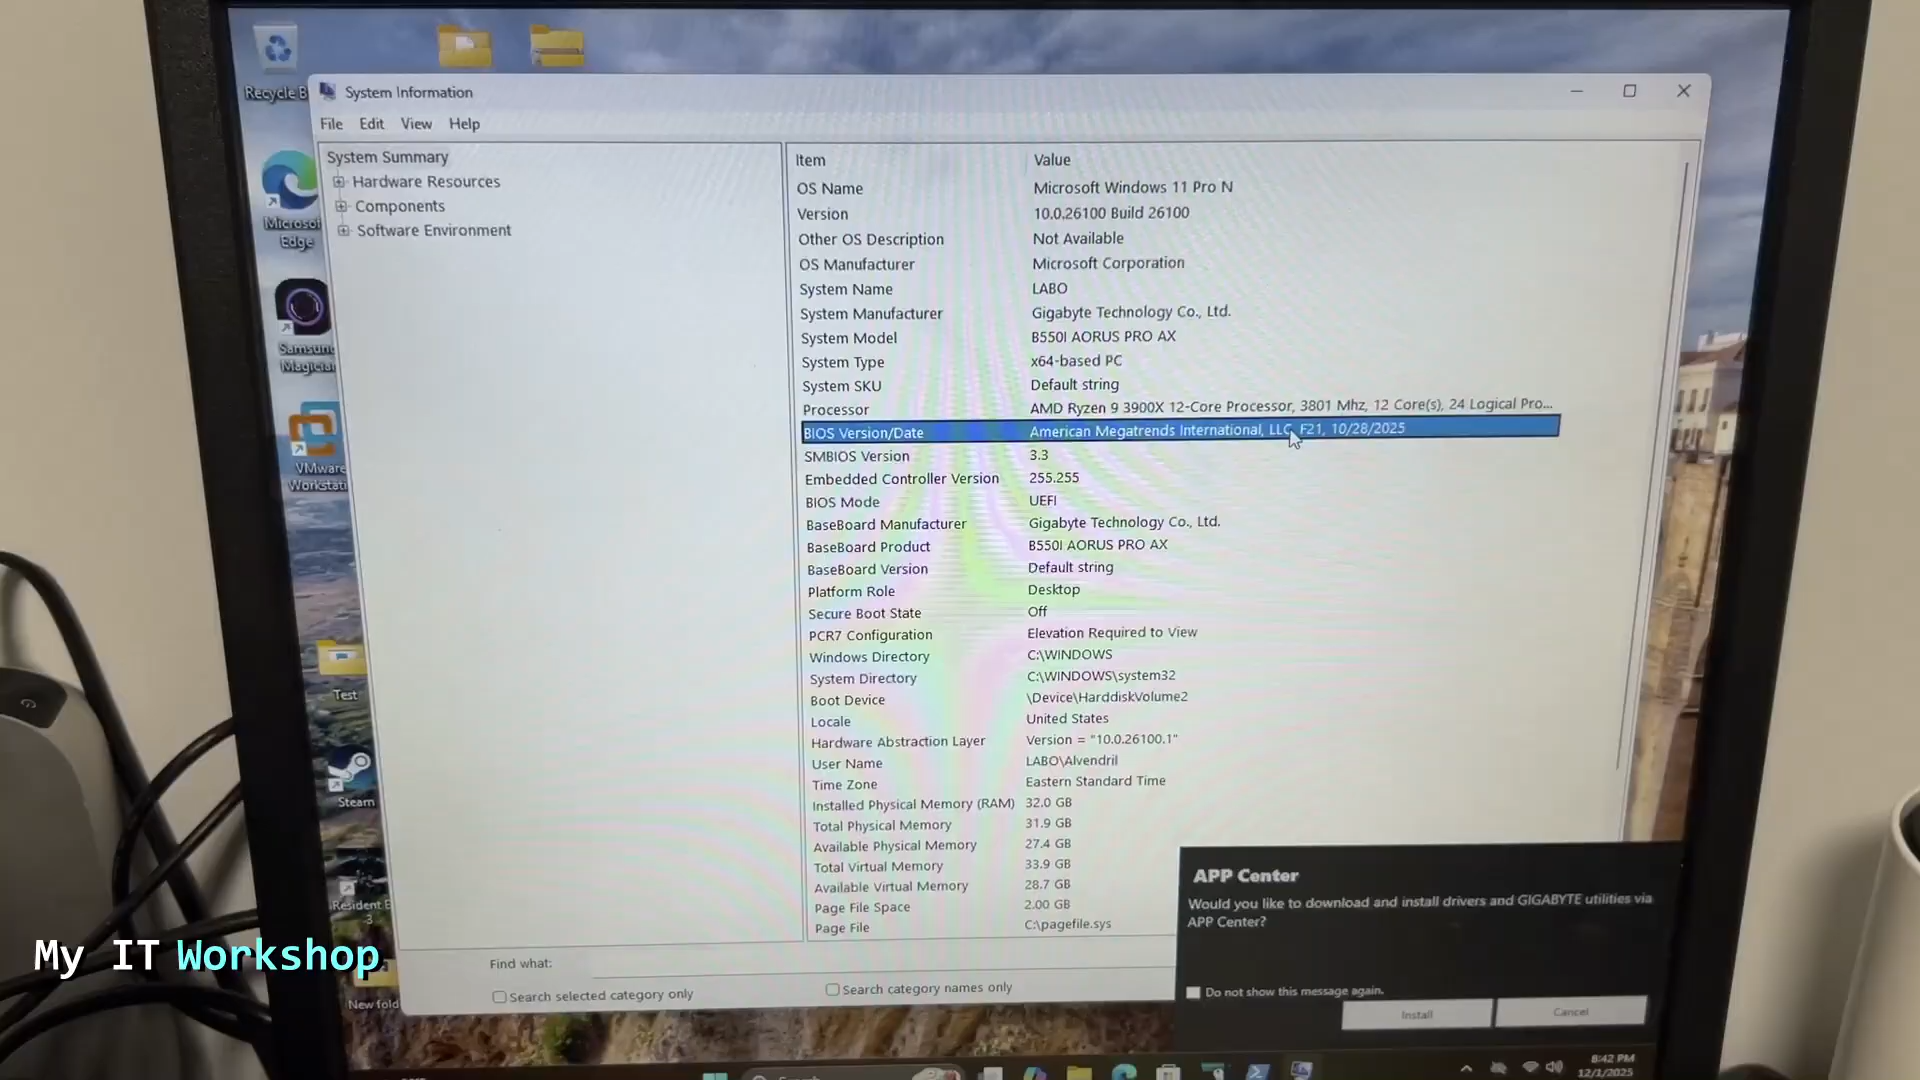 Recycle B
System Information
File Edit View Help
System Summary
Hardware Resources
Components
Software Environment
Microsof
Edge
Samsun
Magicia
VMware
Workstati
Test
Steam
Resident E
3
New fold
Item Value
OS Name Microsoft Windows 11 Pro N
Version 10.0.26100 Build 26100
Other OS Description Not Available
OS Manufacturer Microsoft Corporation
System Name LABO
System Manufacturer Gigabyte Technology Co., Ltd.
System Model B550I AORUS PRO AX
System Type x64-based PC
System SKU Default string
Processor AMD Ryzen 9 3900X 12-Core Processor, 3801 Mhz, 12 Core(s), 24 Logical Pro...
BIOS Version/Date American Megatrends International, LLC, F21, 10/28/2025
SMBIOS Version 3.3
Embedded Controller Version 255.255
BIOS Mode UEFI
BaseBoard Manufacturer Gigabyte Technology Co., Ltd.
BaseBoard Product B550I AORUS PRO AX
BaseBoard Version Default string
Platform Role Desktop
Secure Boot State Off
PCR7 Configuration Elevation Required to View
Windows Directory C:\WINDOWS
System Directory C:\WINDOWS\system32
Boot Device \Device\HarddiskVolume2
Locale United States
Hardware Abstraction Layer Version = "10.0.26100.1"
User Name LABO\Alvendril
Time Zone Eastern Standard Time
Installed Physical Memory (RAM) 32.0 GB
Total Physical Memory 31.9 GB
Available Physical Memory 27.4 GB
Total Virtual Memory 33.9 GB
Available Virtual Memory 28.7 GB
Page File Space 2.00 GB
Page File C:\pagefile.sys
Find what:
Search selected category only
Search category names only
APP Center
Would you like to download and install drivers and GIGABYTE utilities via
APP Center?
Do not show this message again.
Install Cancel
8:42 PM
12/1/2025
My IT Workshop